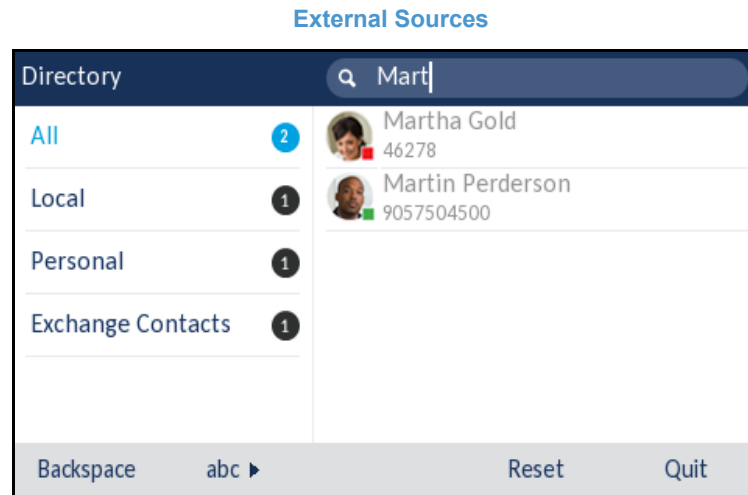 External Sources
Directory
Mart
All 2
Local 1
Personal 1
Exchange Contacts 1
Martha Gold
46278
Martin Perderson
9057504500
Backspace abc Reset Quit